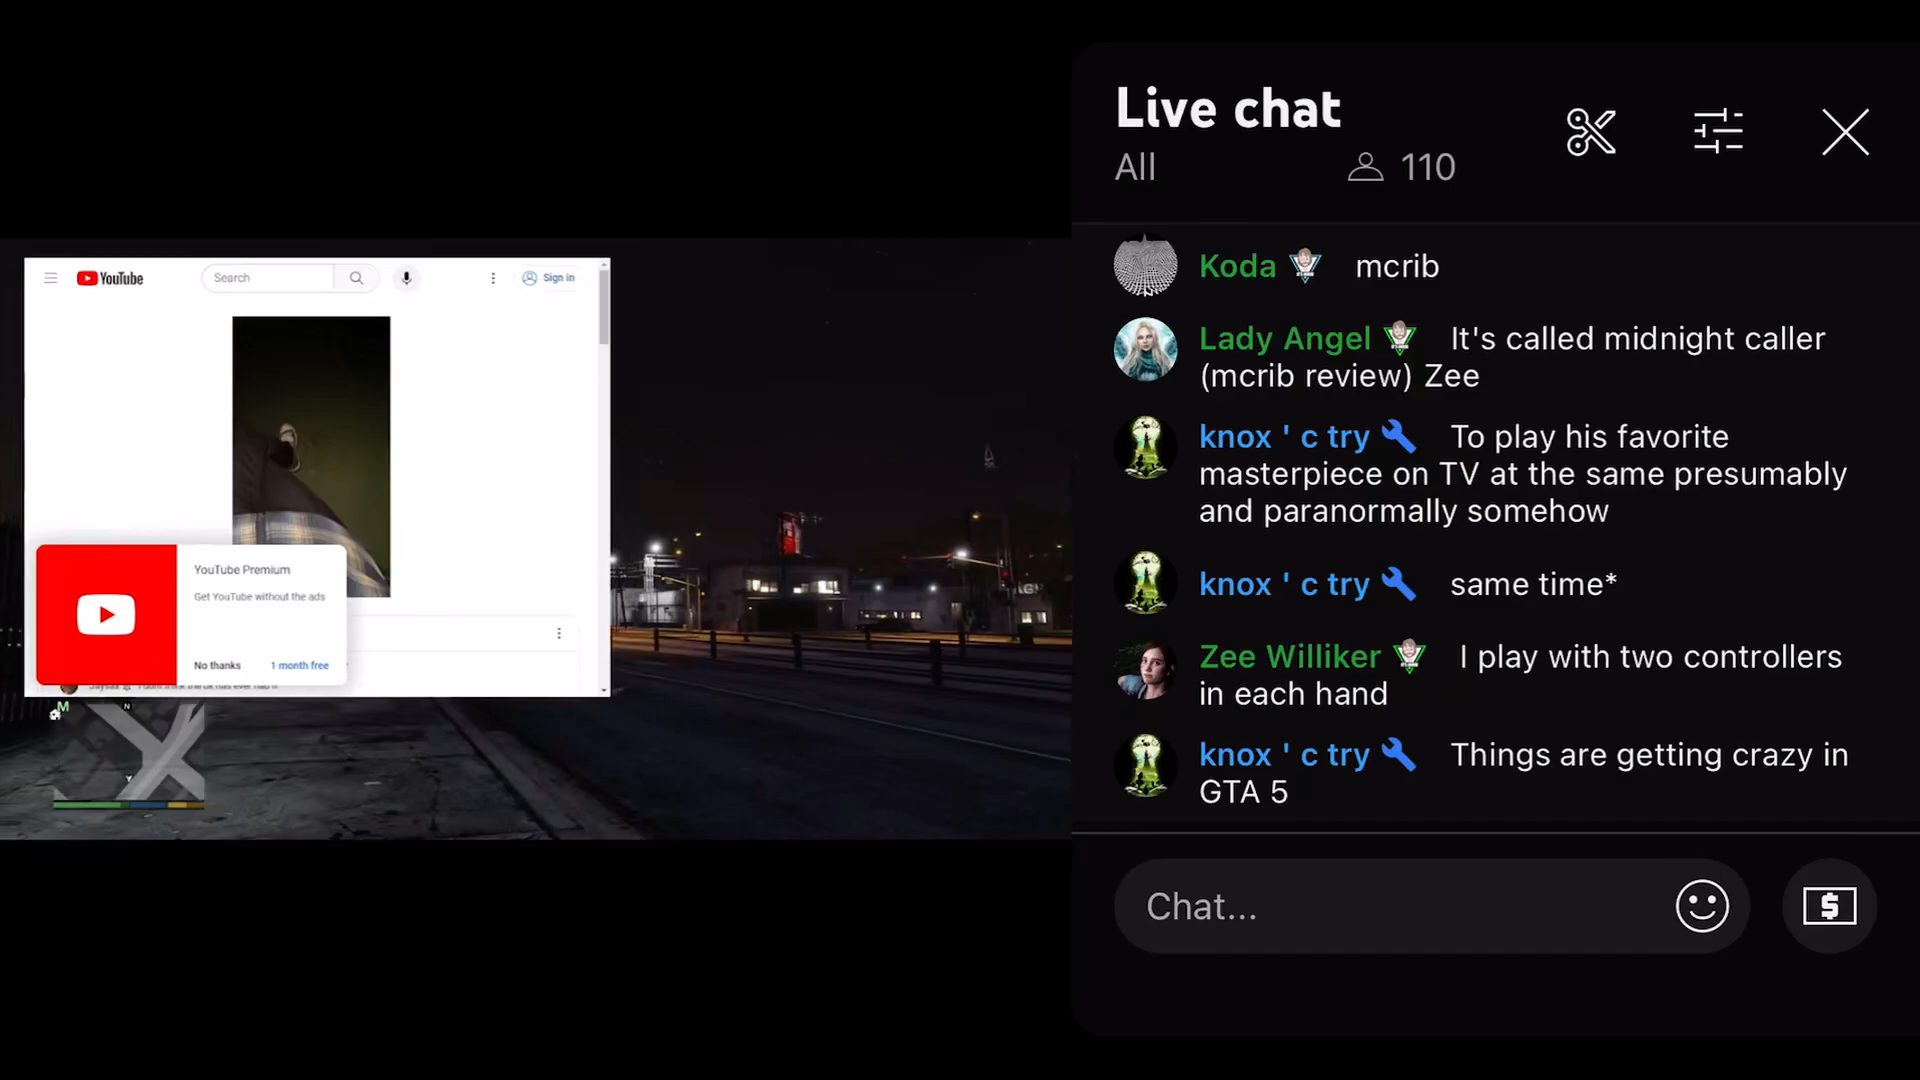 YouTube
Search
Sign in
YouTube Premium
Get YouTube without the ads
No thanks
1 month free
M
N
Live chat
All
110
Koda mcrib
Lady Angel It's called midnight caller
(mcrib review) Zee
knox ' c try To play his favorite
masterpiece on TV at the same presumably
and paranormally somehow
knox ' c try same time*
Zee Williker I play with two controllers
in each hand
knox ' c try Things are getting crazy in
GTA 5
Chat...
$